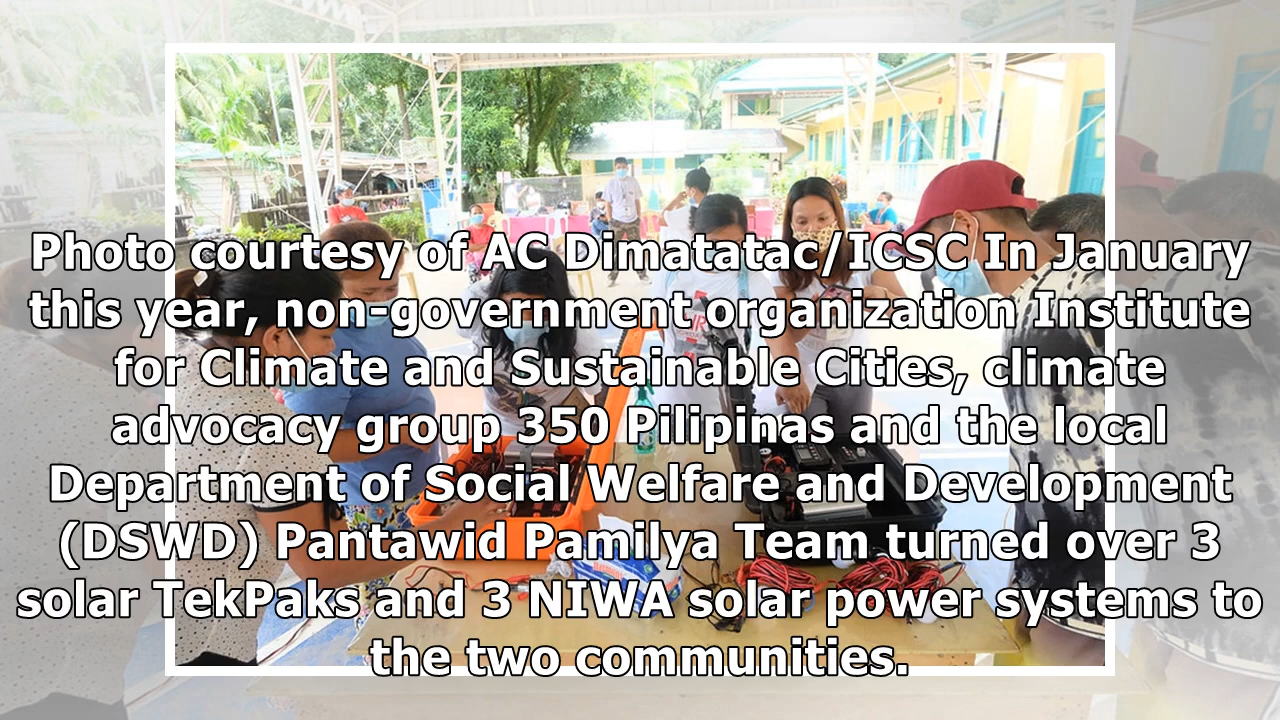 Photo courtesy of AC Dimatatac/ICSC In January
this year, non-government organization Institute
for Climate and Sustainable Cities, climate
advocacy group 350 Pilipinas and the local
Department of Social Welfare and Development
(DSWD) Pantawid Pamilya Team turned over 3
solar TekPaks and 3 NIWA solar power systems to
the two communities.